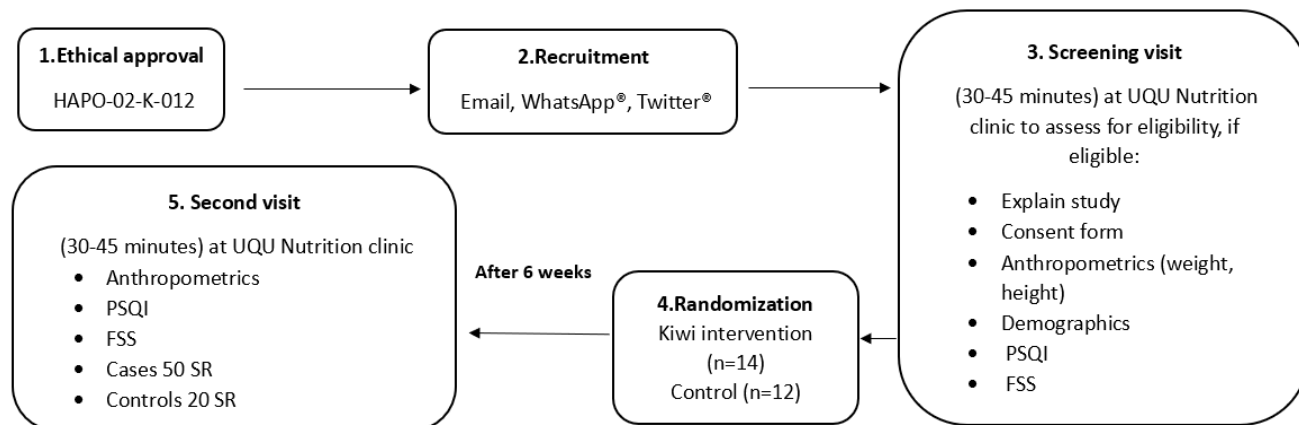 1.Ethical approval
HAPO-02-K-012
2.Recruitment
Email, WhatsApp®, Twitter®
3. Screening visit
(30-45 minutes) at UQU Nutrition
clinic to assess for eligibility, if
eligible:
• Explain study
• Consent form
• Anthropometrics (weight,
height)
• Demographics
• PSQI
• FSS
4.Randomization
Kiwi intervention
(n=14)
Control (n=12)
After 6 weeks
5. Second visit
(30-45 minutes) at UQU Nutrition clinic
• Anthropometrics
• PSQI
• FSS
• Cases 50 SR
• Controls 20 SR